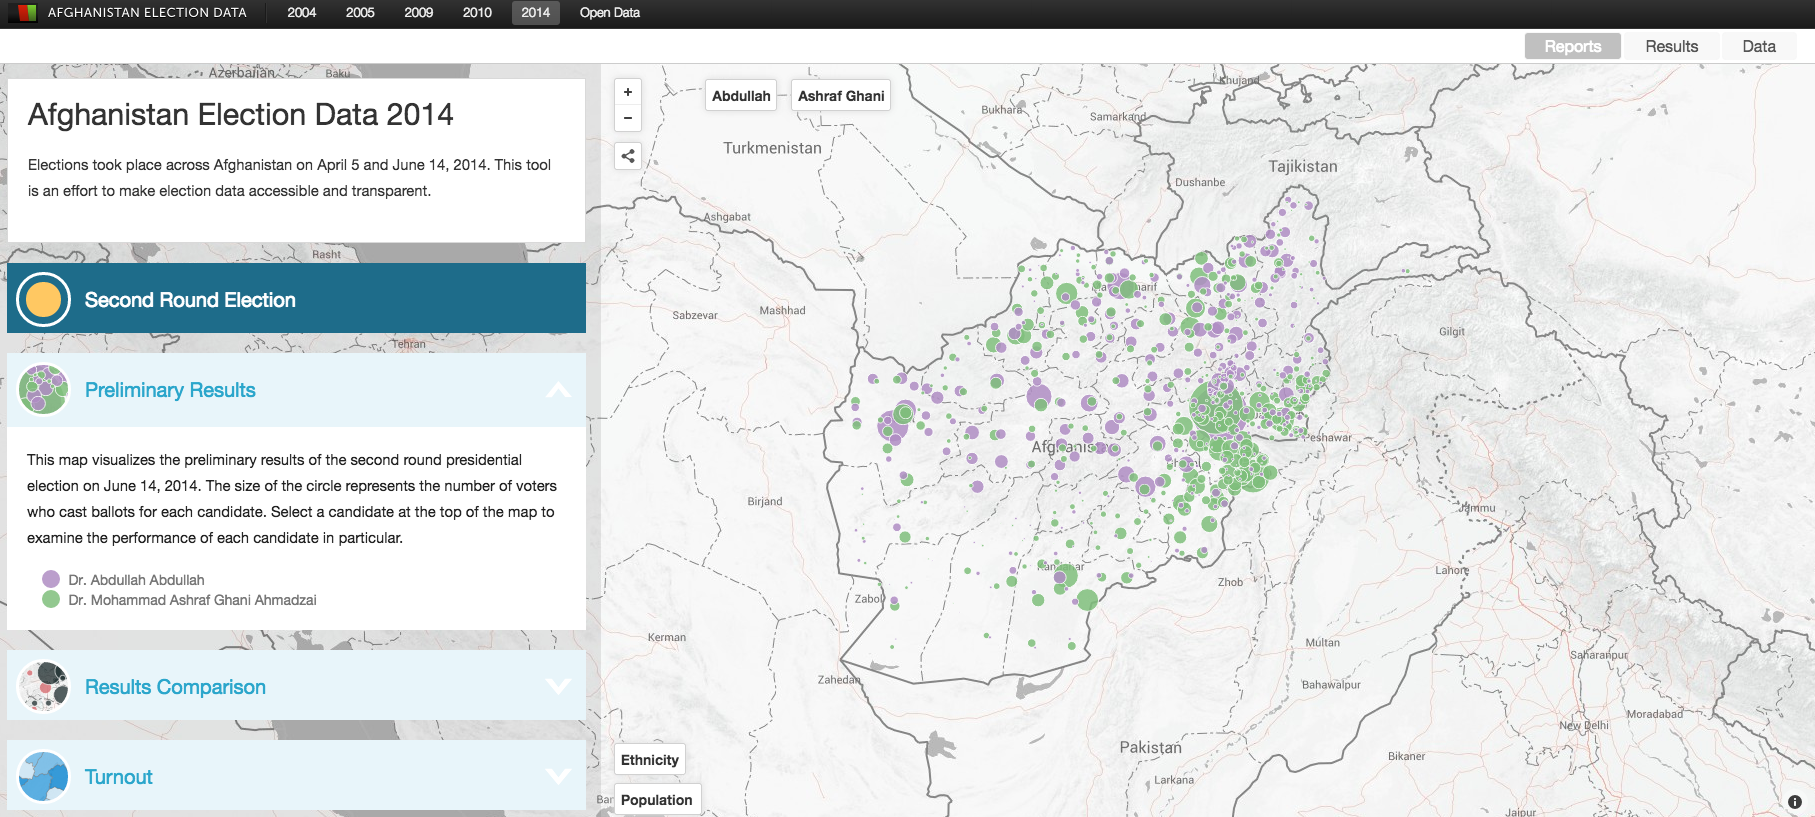 AFGHANISTAN ELECTION DATA
2004
2005
2009
2010
2014
Open Data
Reports
Results
Data
Afghanistan Election Data 2014
Elections took place across Afghanistan on April 5 and June 14, 2014. This tool
is an effort to make election data accessible and transparent.
Second Round Election
Preliminary Results
This map visualizes the preliminary results of the second round presidential
election on June 14, 2014. The size of the circle represents the number of voters
who cast ballots for each candidate. Select a candidate at the top of the map to
examine the performance of each candidate in particular.
Dr. Abdullah Abdullah
Dr. Mohammad Ashraf Ghani Ahmadzai
Results Comparison
Turnout
+
−
Abdullah
Ashraf Ghani
Ethnicity
Population
Azerbaijan
Baku
Rasht
Tehran
Turkmenistan
Bukhara
Samarkand
Khujand
Tajikistan
Dushanbe
Ashgabat
Sabzevar
Mashhad
Gilgit
Peshawar
Birjand
Jammu
Zabol
Zhob
Lahore
Kerman
Multan
Saharanpur
Zahedan
Bahawalpur
Moradabad
New Delhi
Pakistan
Bikaner
Larkana
Jaipur